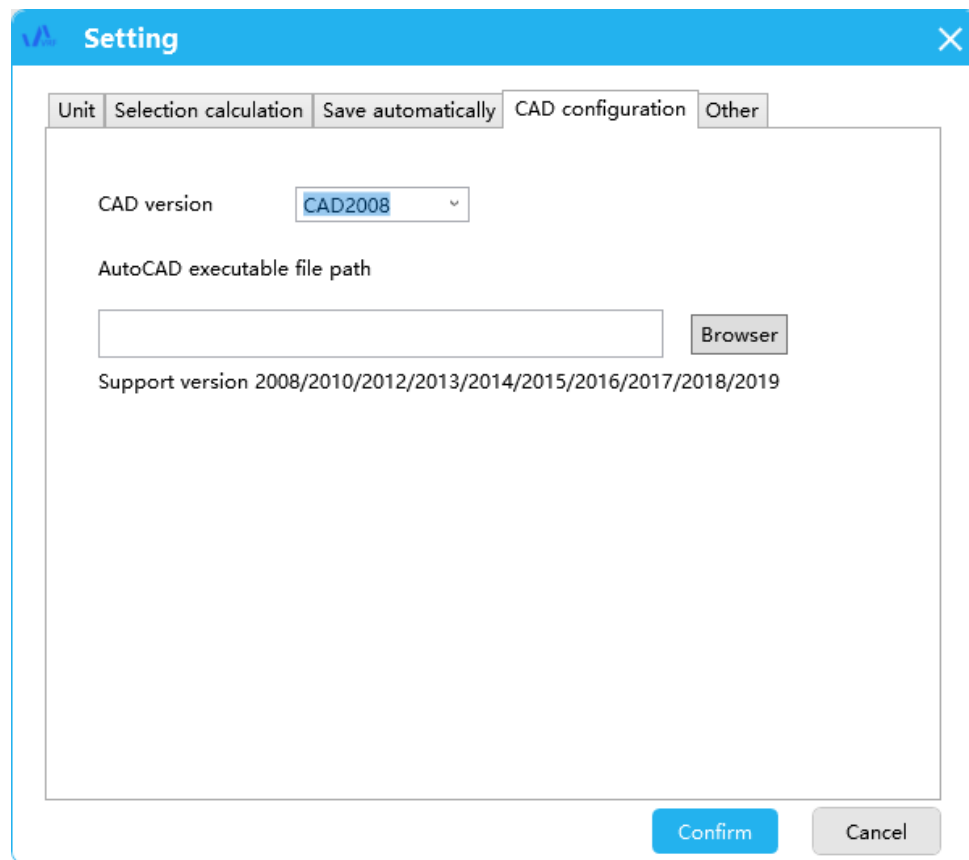 Setting
Unit Selection calculation Save automatically CAD configuration Other
CAD version CAD2008
AutoCAD executable file path
Browser
Support version 2008/2010/2012/2013/2014/2015/2016/2017/2018/2019
Confirm Cancel